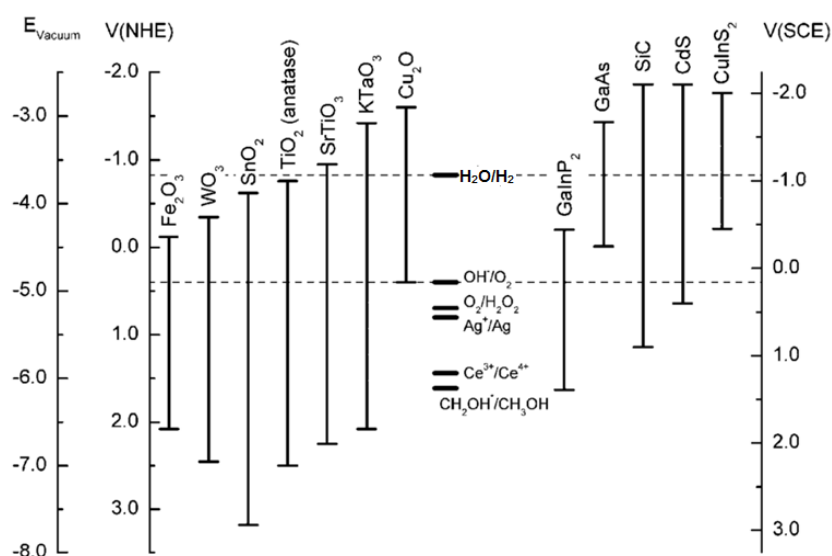 E_Vacuum V(NHE) V(SCE)
-3.0
-4.0
-5.0
-6.0
-7.0
-8.0
-2.0
-1.0
0.0
1.0
2.0
3.0
Fe₂O₃
WO₃
SnO₂
TiO₂ (anatase)
SrTiO₃
KTaO₃
Cu₂O
H₂O/H₂
OH⁻/O₂
O₂/H₂O₂
Ag⁺/Ag
Ce³⁺/Ce⁴⁺
CH₂OH˙/CH₃OH
GaInP₂
GaAs
SiC
CdS
CuInS₂
-2.0
-1.0
0.0
1.0
2.0
3.0